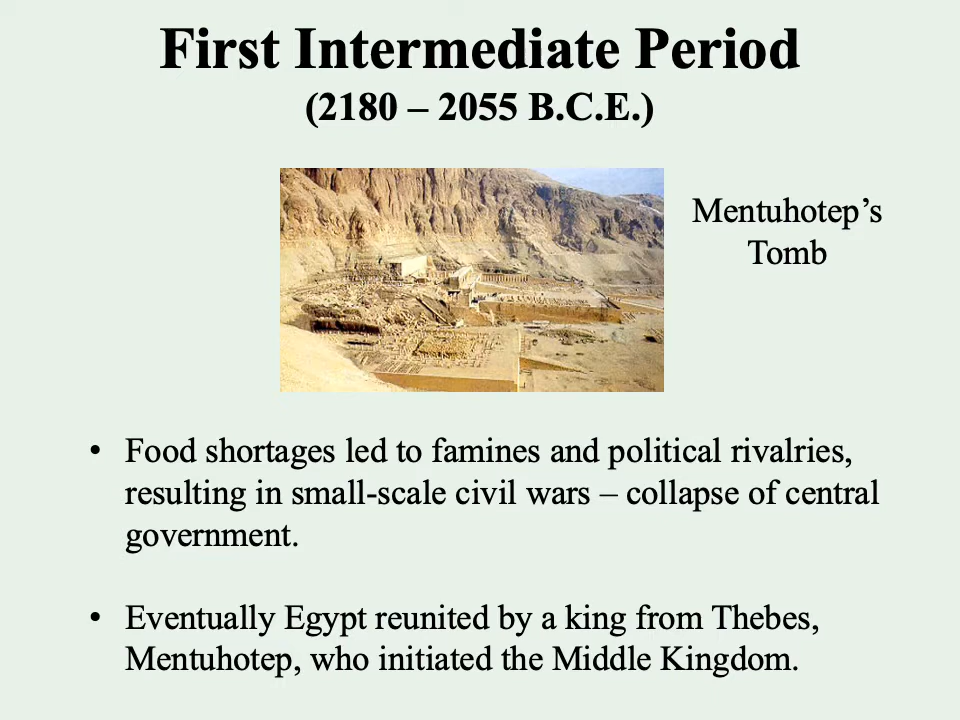 First Intermediate Period
(2180 – 2055 B.C.E.)
Mentuhotep’s
Tomb
• Food shortages led to famines and political rivalries,
resulting in small-scale civil wars – collapse of central
government.
• Eventually Egypt reunited by a king from Thebes,
Mentuhotep, who initiated the Middle Kingdom.